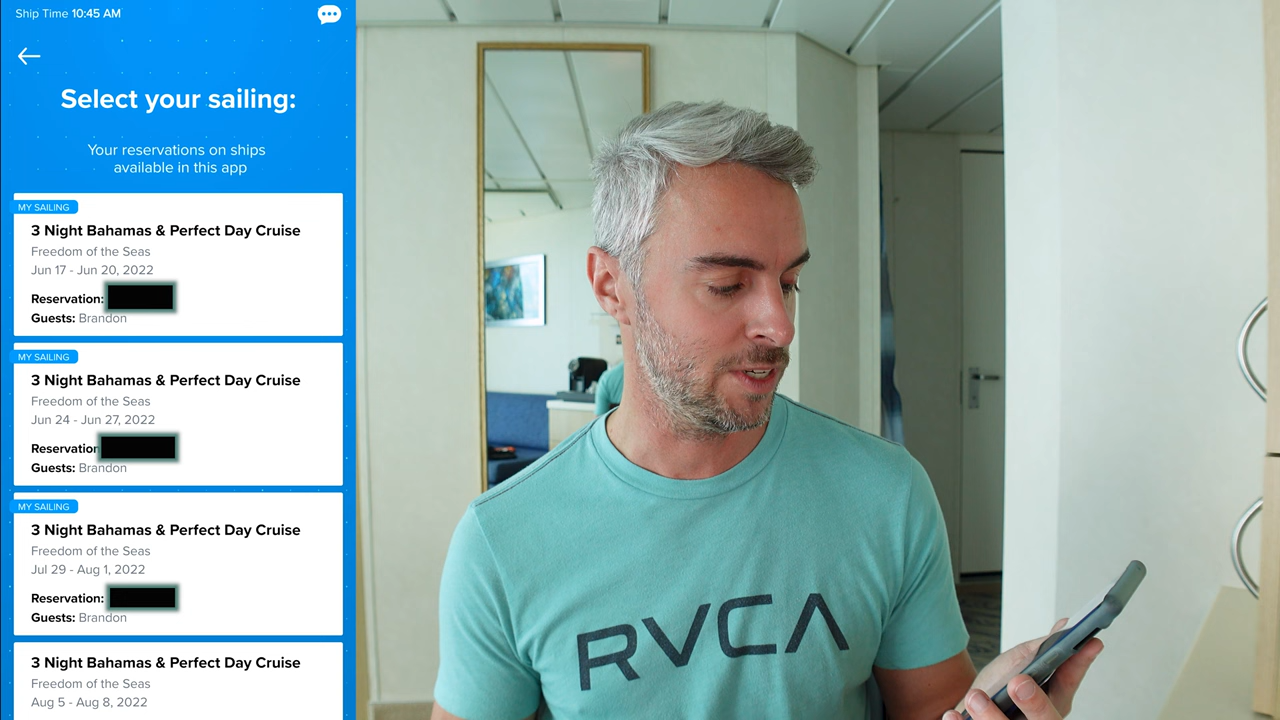 Ship Time 10:45 AM
Select your sailing:
Your reservations on ships
available in this app
MY SAILING
3 Night Bahamas & Perfect Day Cruise
Freedom of the Seas
Jun 17 - Jun 20, 2022
Reservation:
Guests: Brandon
MY SAILING
3 Night Bahamas & Perfect Day Cruise
Freedom of the Seas
Jun 24 - Jun 27, 2022
Reservation
Guests: Brandon
MY SAILING
3 Night Bahamas & Perfect Day Cruise
Freedom of the Seas
Jul 29 - Aug 1, 2022
Reservation:
Guests: Brandon
3 Night Bahamas & Perfect Day Cruise
Freedom of the Seas
Aug 5 - Aug 8, 2022
RVCA